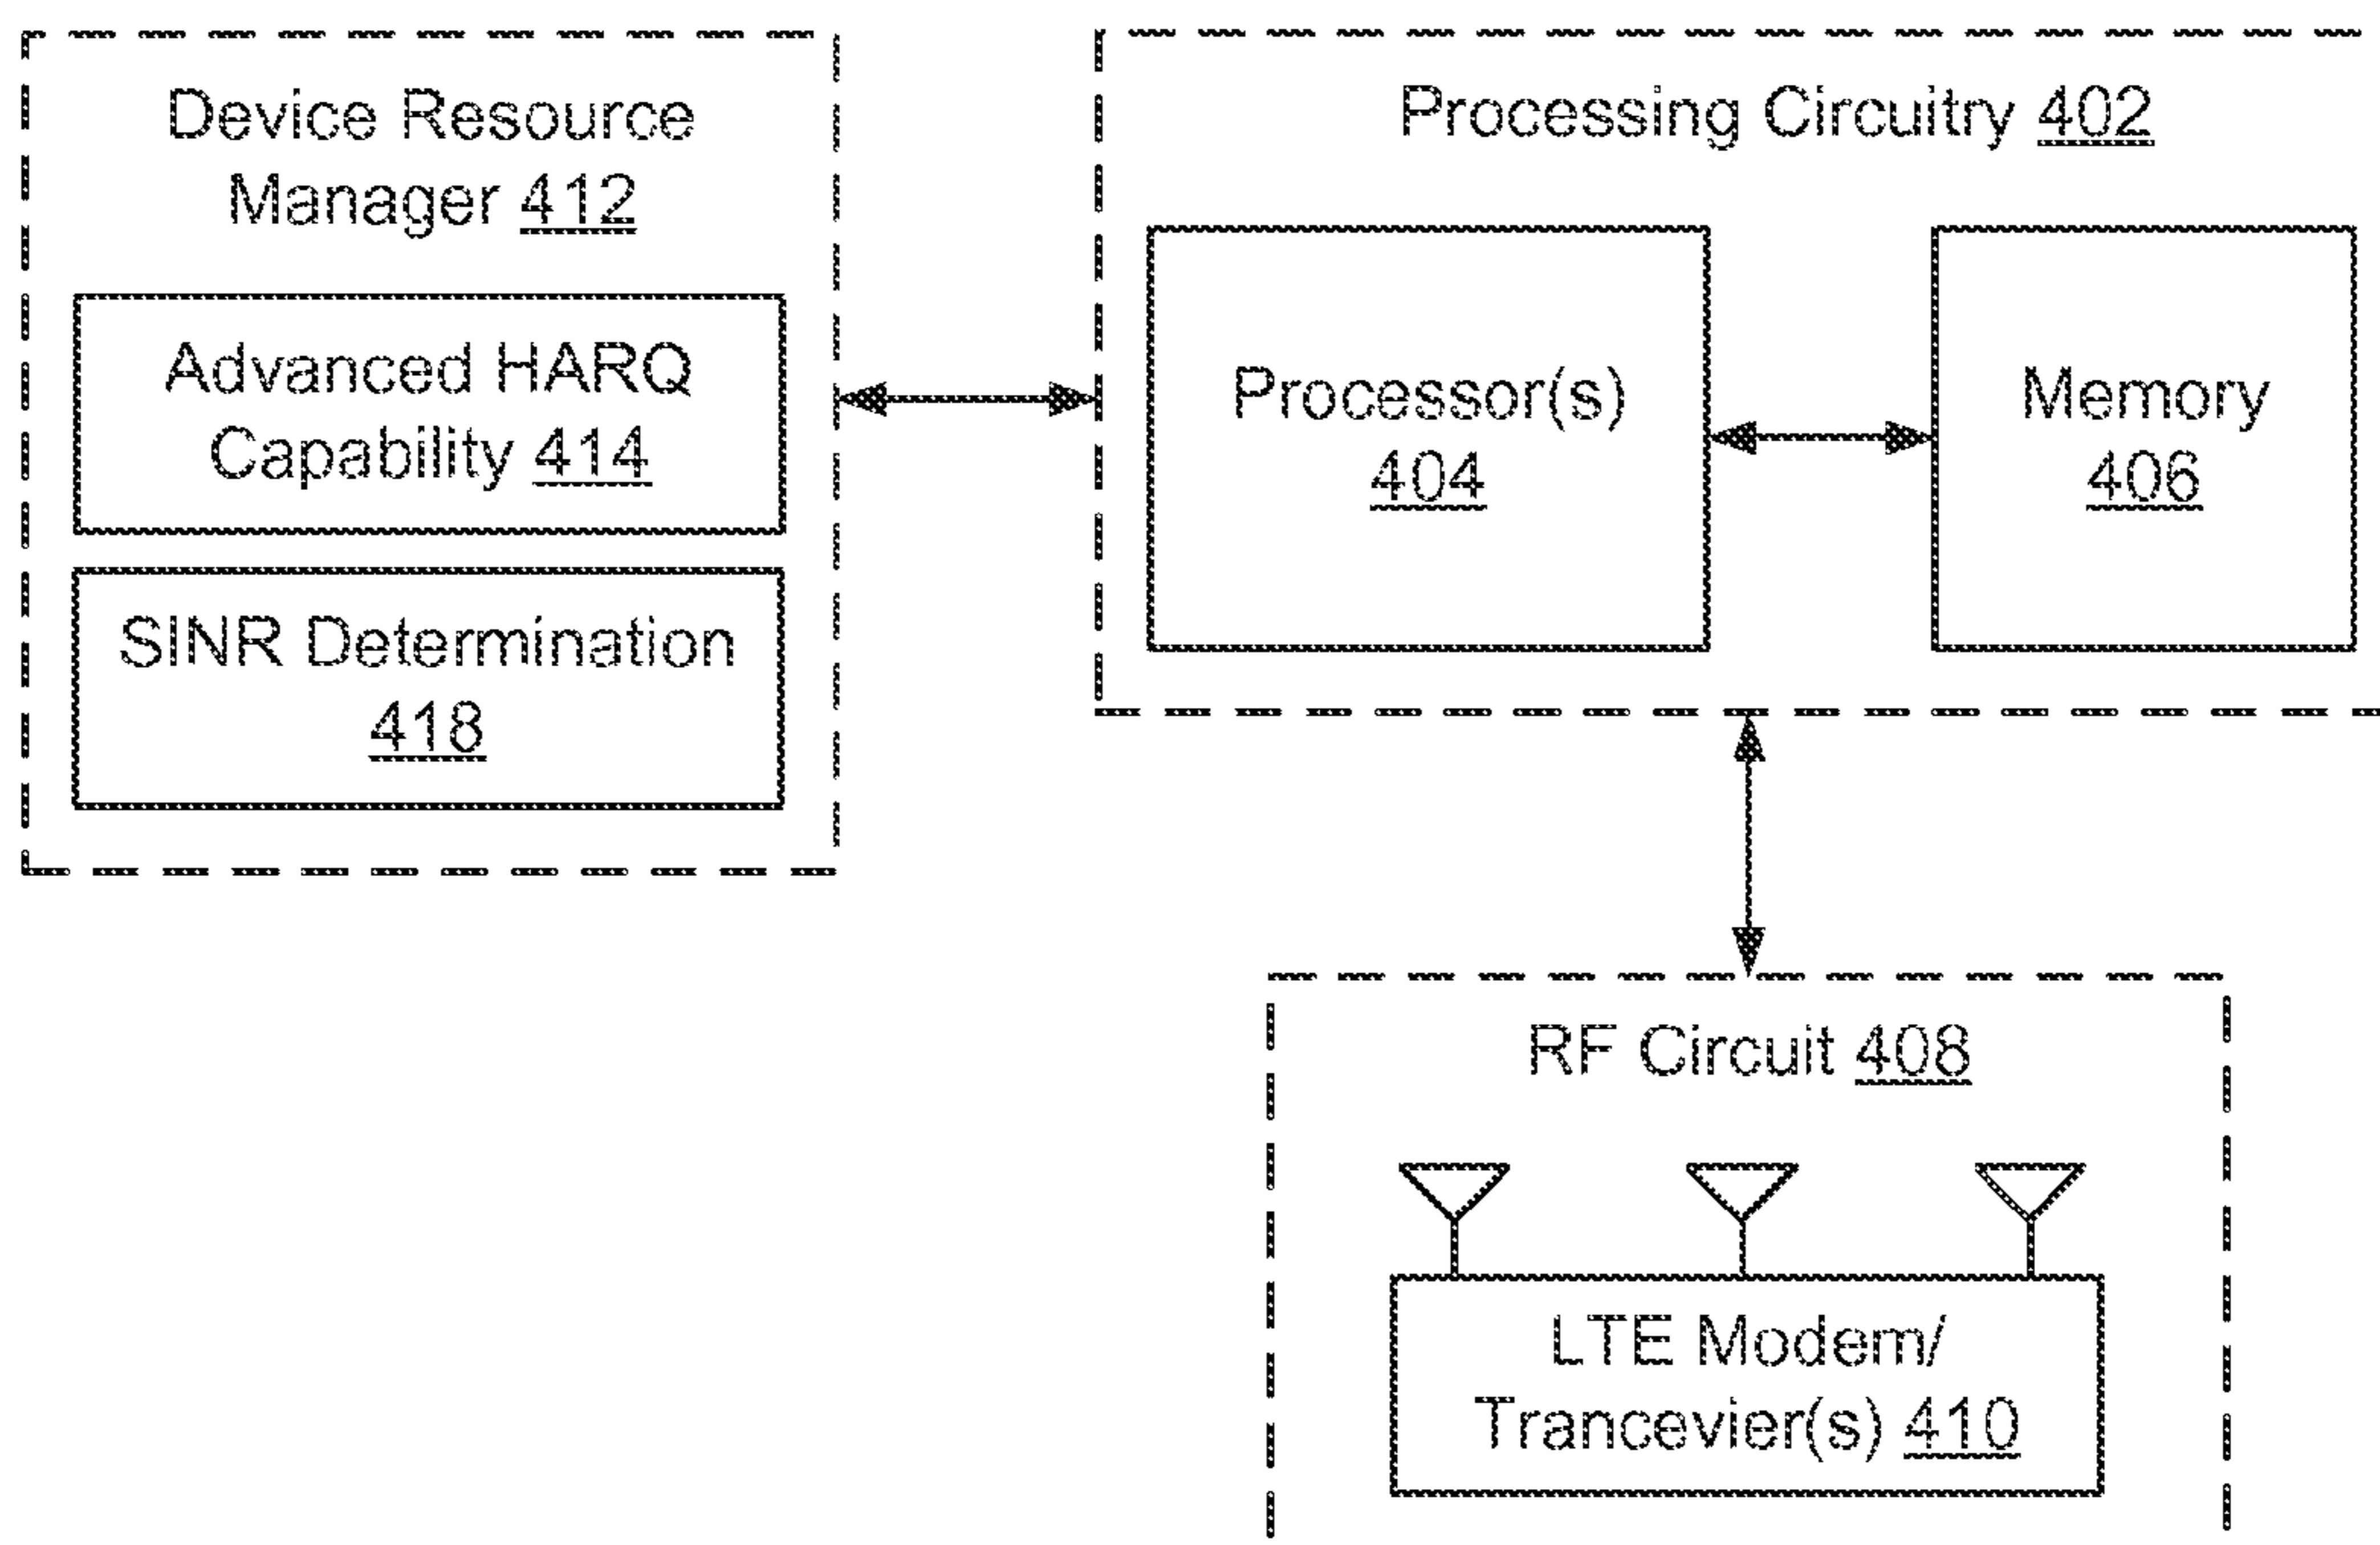 Device Resource
Manager 412
Advanced HARQ
Capability 414
SINR Determination
418
Processing Circuitry 402
Processor(s)
404
Memory
406
RF Circuit 408
LTE Modem/
Trancevier(s) 410